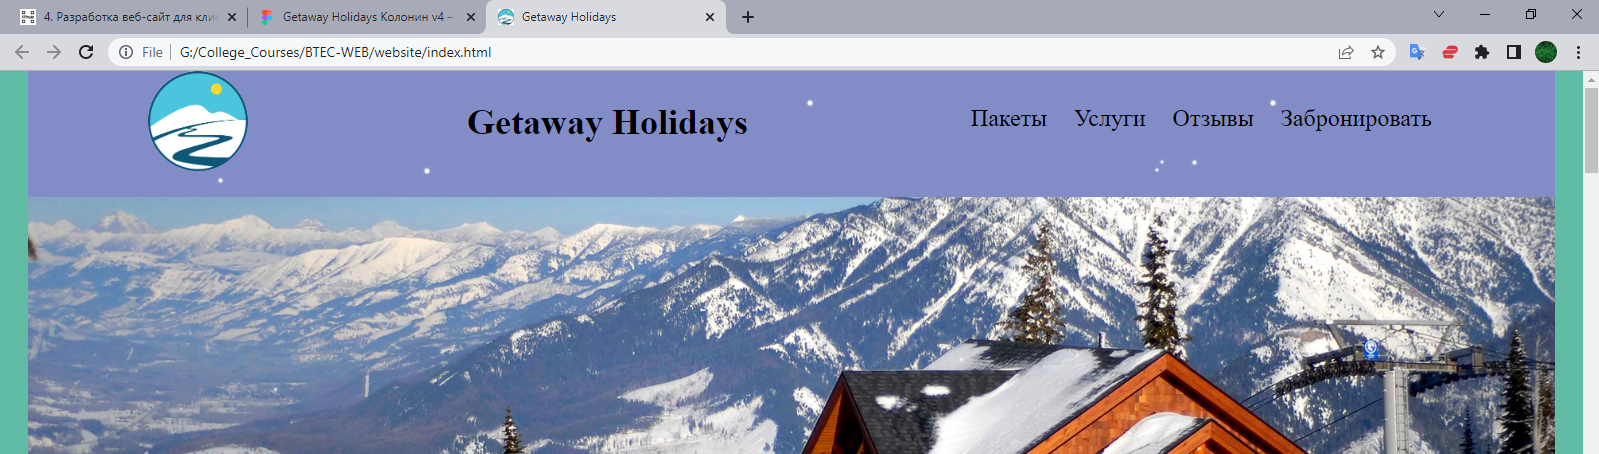 4. Разработка веб-сайт для клие
Getaway Holidays Колонин v4 –
Getaway Holidays
File
G:/College_Courses/BTEC-WEB/website/index.html
Getaway Holidays
Пакеты Услуги Отзывы Забронировать